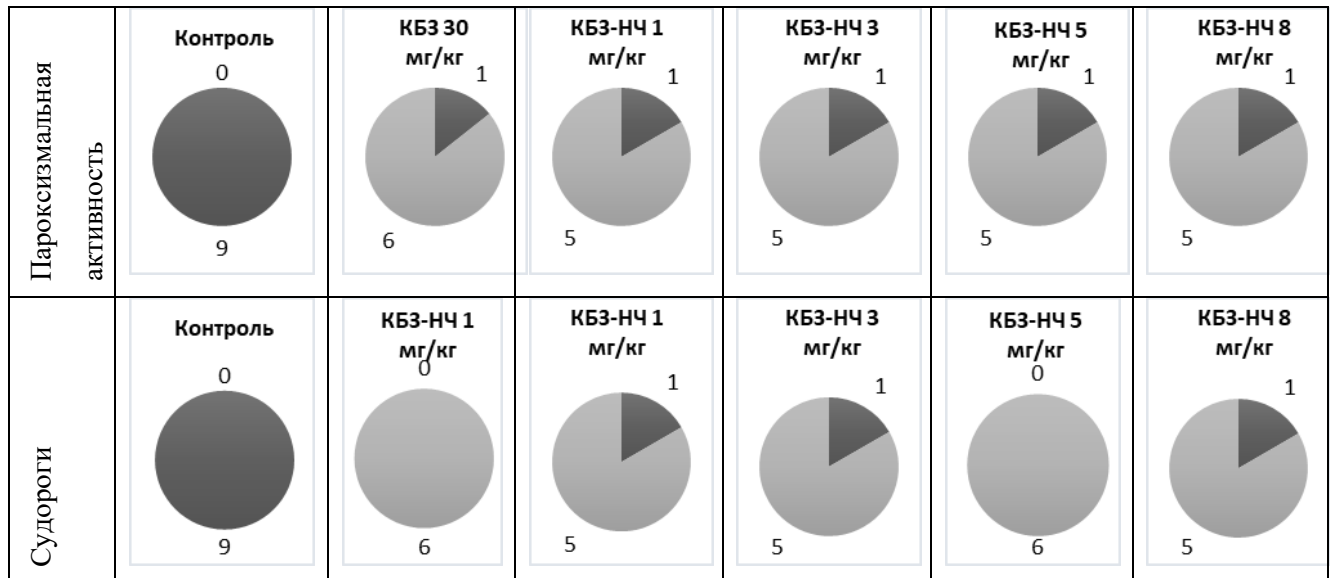 Пароксизмальная
активность
Контроль
0
9
КБЗ 30
мг/кг
1
6
КБЗ-НЧ 1
мг/кг
1
5
КБЗ-НЧ 3
мг/кг
1
5
КБЗ-НЧ 5
мг/кг
1
5
КБЗ-НЧ 8
мг/кг
1
5
Судороги
Контроль
0
9
КБЗ-НЧ 1
мг/кг
0
6
КБЗ-НЧ 1
мг/кг
1
5
КБЗ-НЧ 3
мг/кг
1
5
КБЗ-НЧ 5
мг/кг
0
6
КБЗ-НЧ 8
мг/кг
1
5